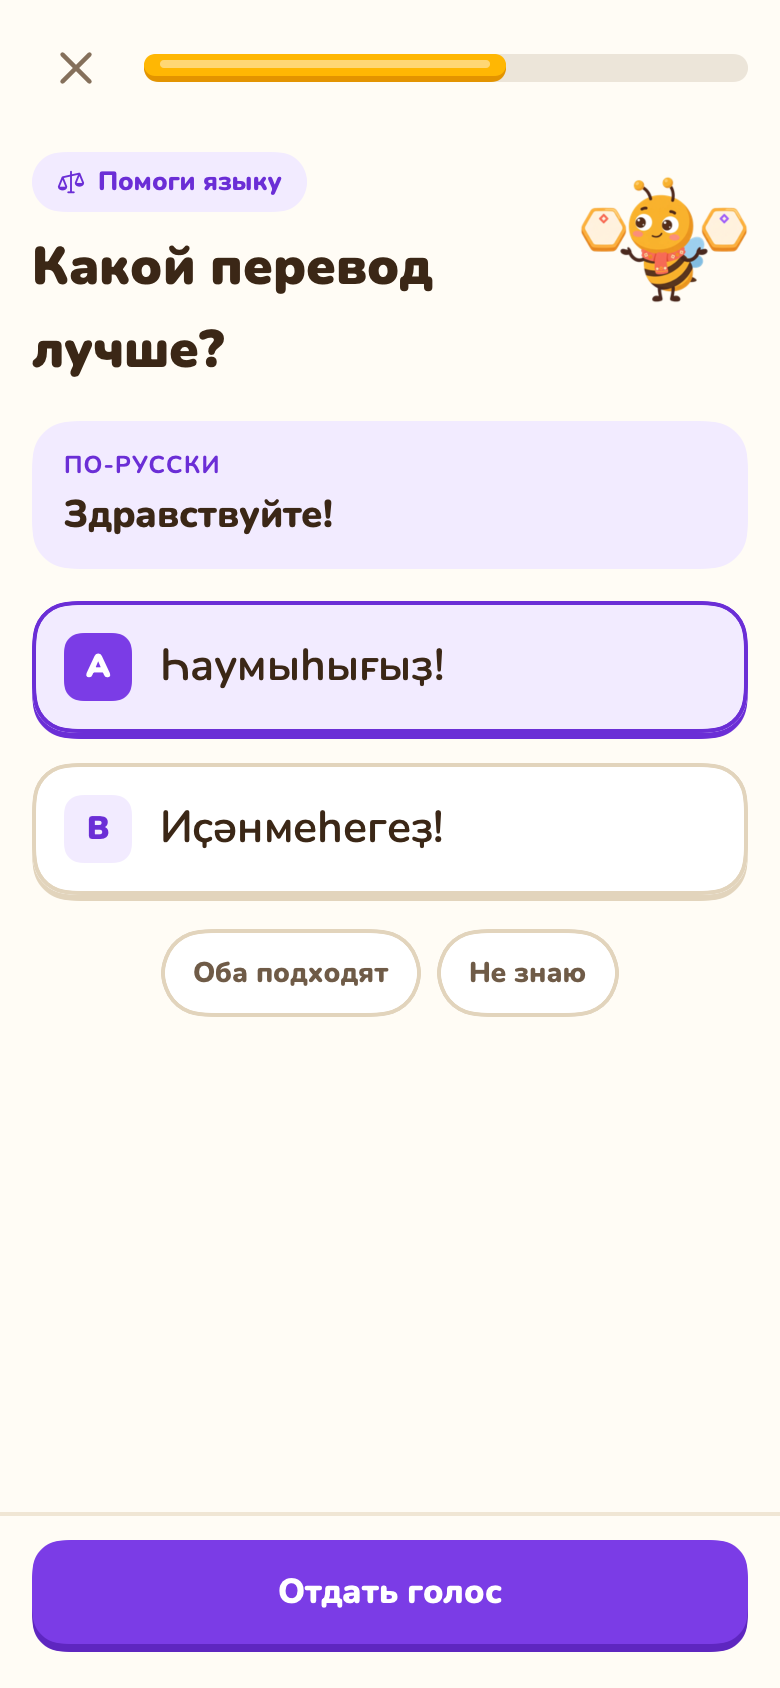 Помоги языку
Какой перевод
лучше?
ПО-РУССКИ
Здравствуйте!
A
Һаумыһығыҙ!
B
Иҫәнмеһегеҙ!
Оба подходят
Не знаю
Отдать голос